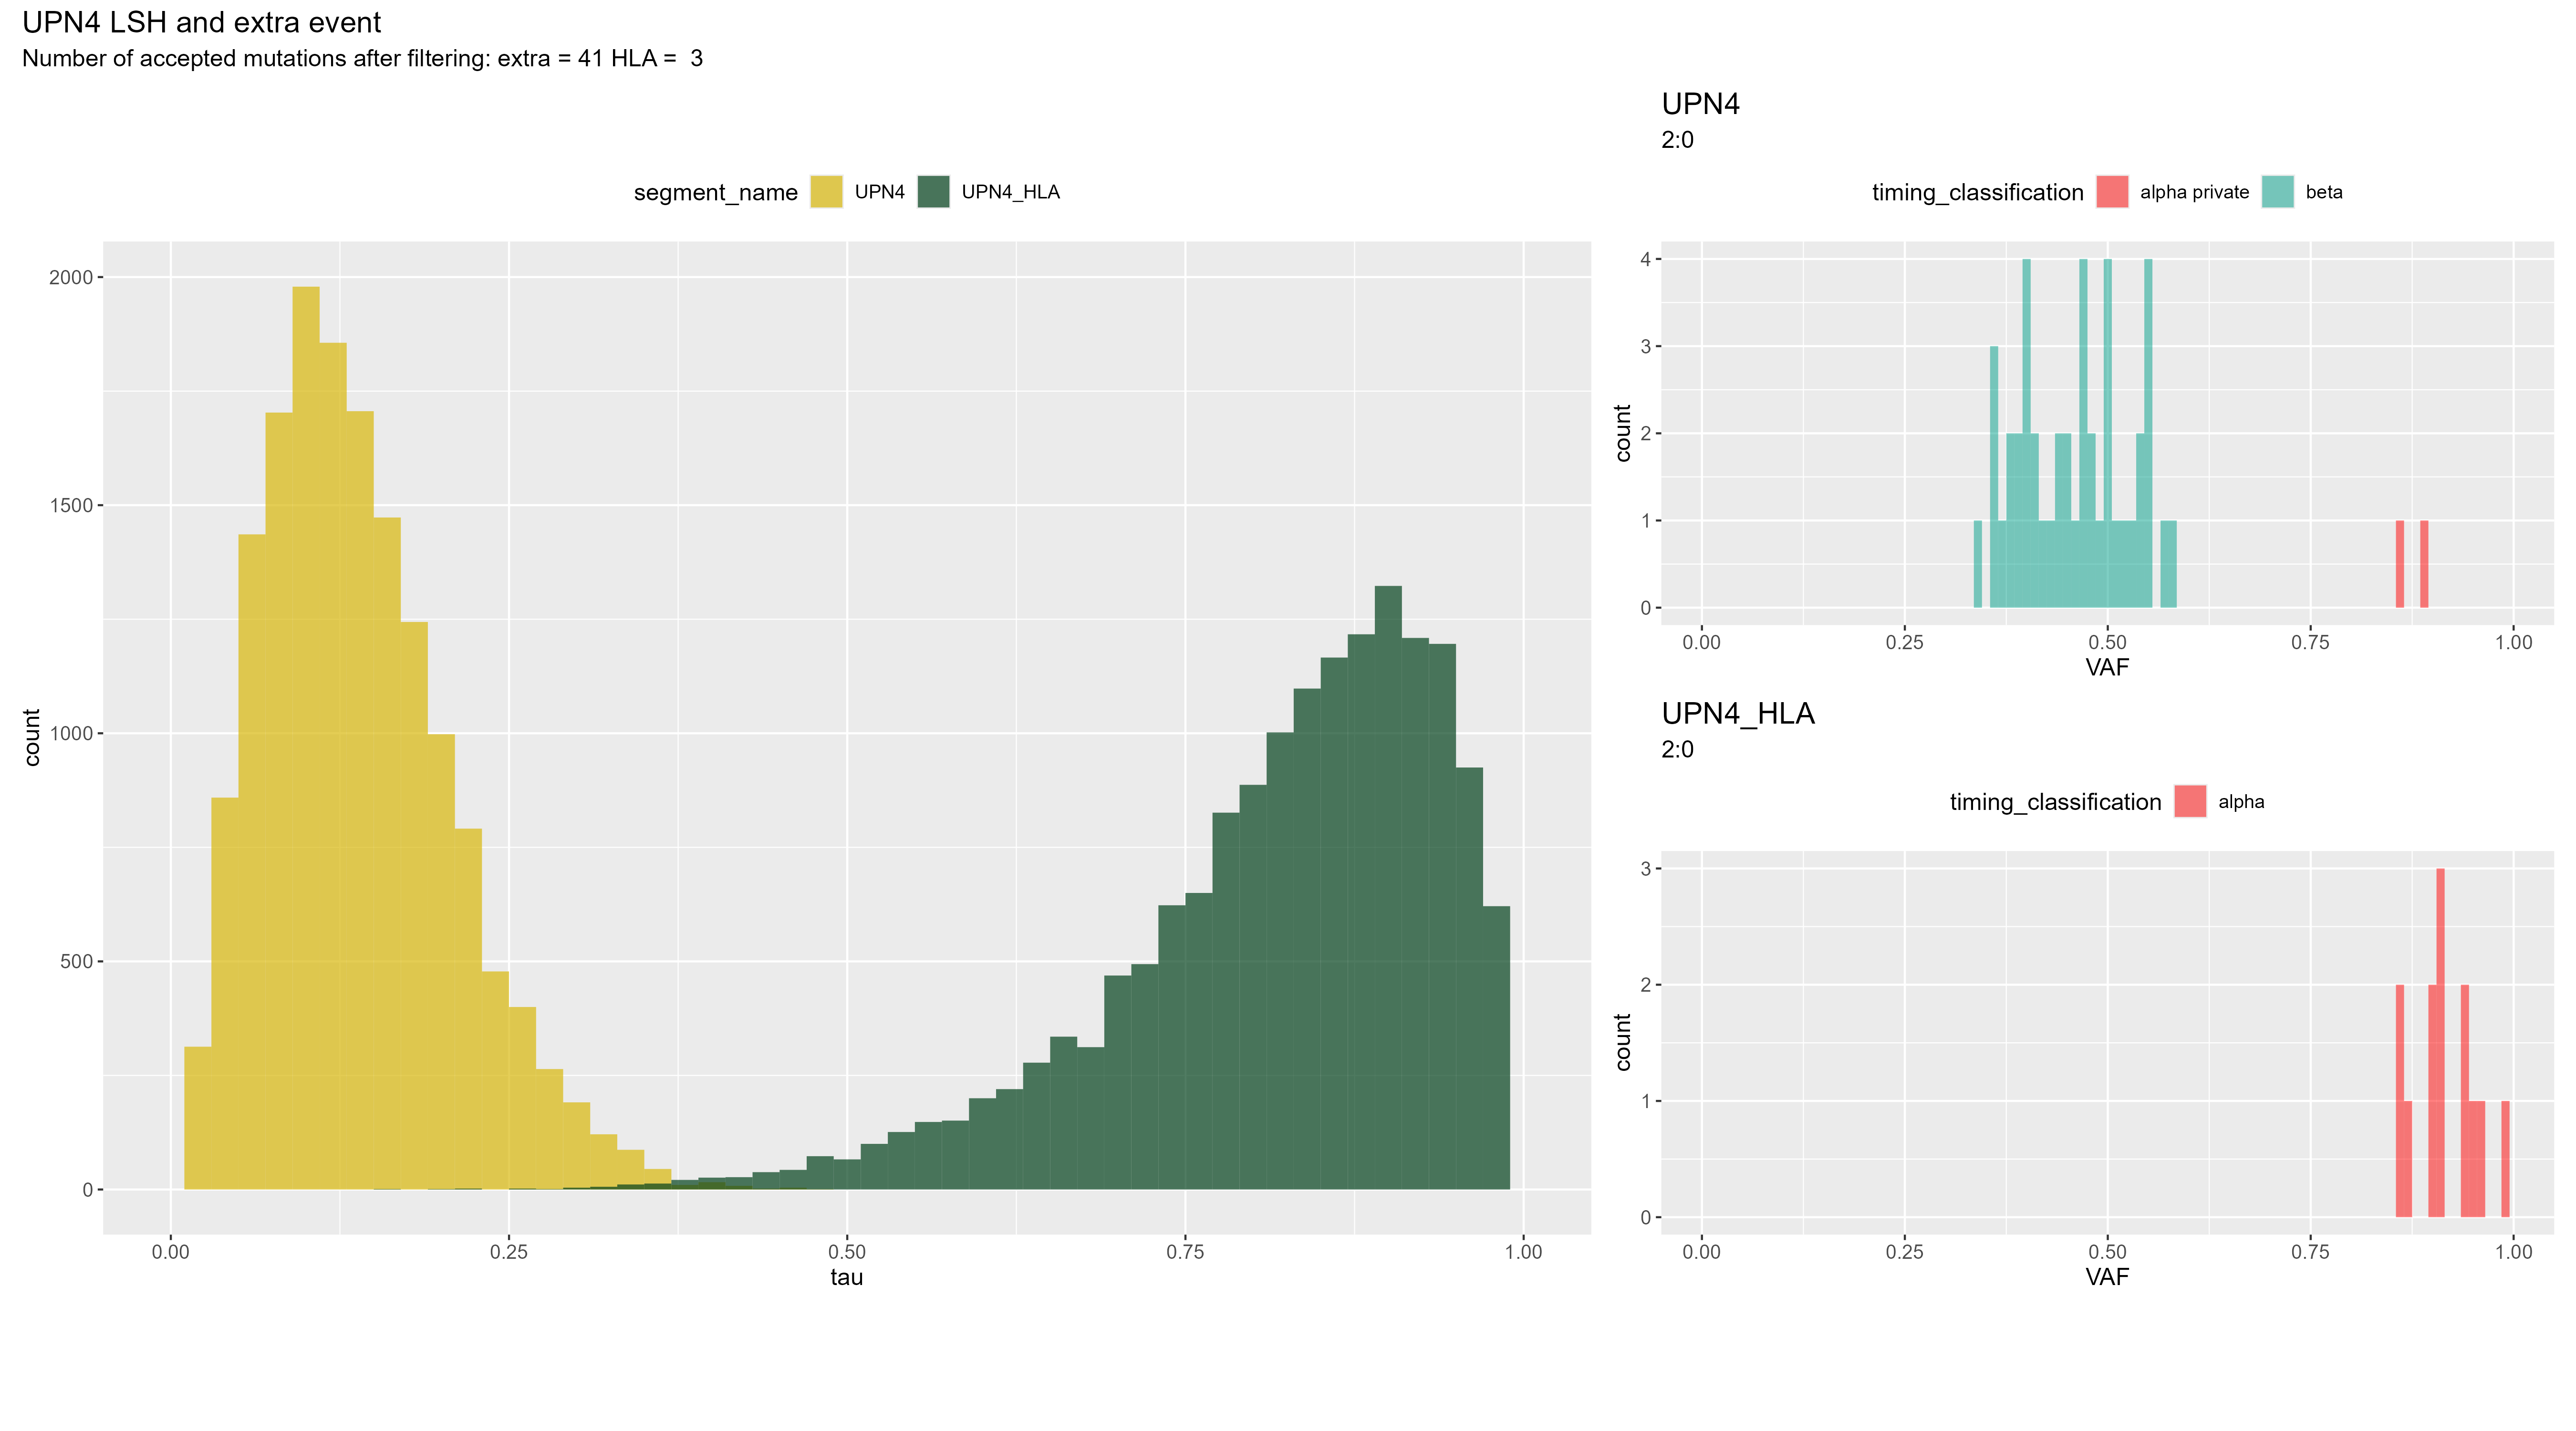 UPN4 LSH and extra event
Number of accepted mutations after filtering: extra = 41 HLA =  3
segment_name UPN4 UPN4_HLA
2000
1500
1000
500
0
count
0.00 0.25 0.50 0.75 1.00
tau
UPN4
2:0
timing_classification alpha private beta
4
3
2
1
0
count
0.00 0.25 0.50 0.75 1.00
VAF
UPN4_HLA
2:0
timing_classification alpha
3
2
1
0
count
0.00 0.25 0.50 0.75 1.00
VAF